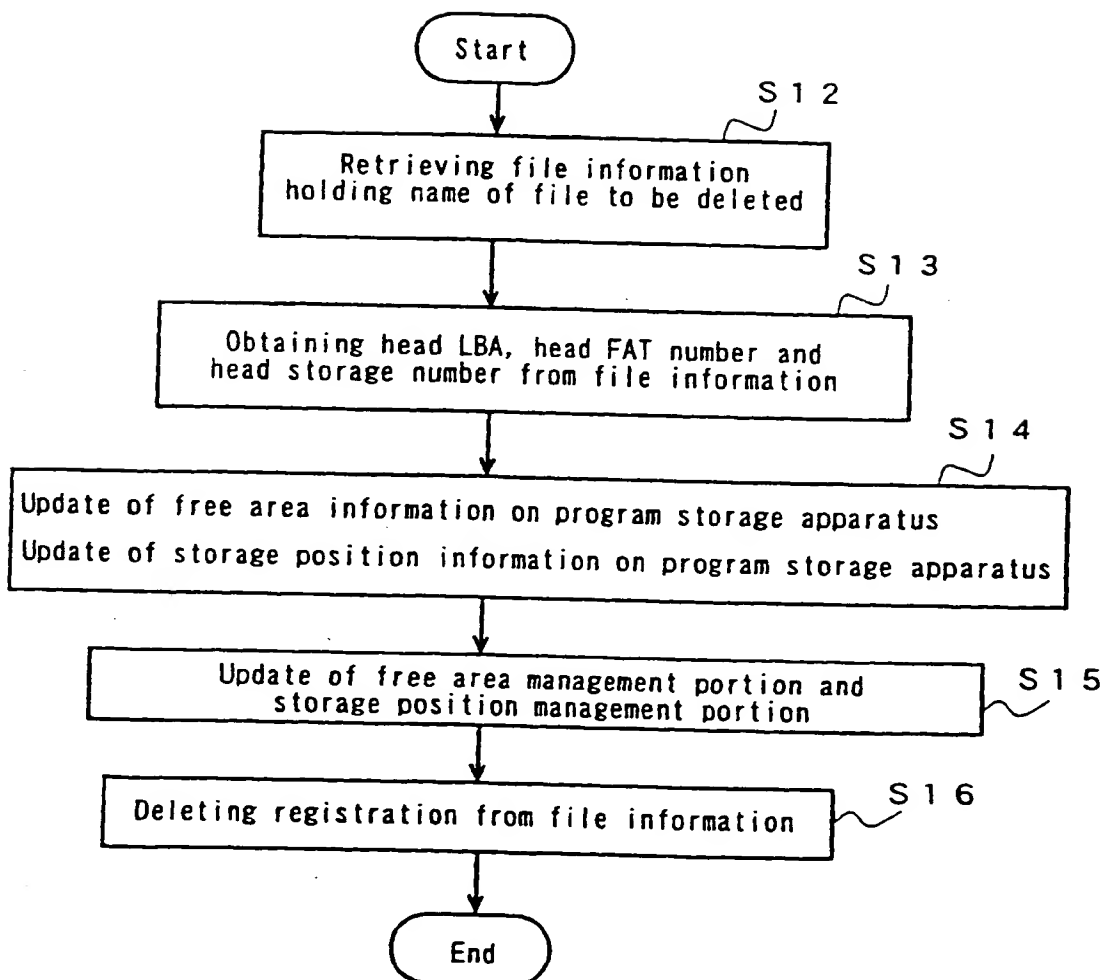 Start
S12
Retrieving file information
holding name of file to be deleted
S13
Obtaining head LBA, head FAT number and
head storage number from file information
S14
Update of free area information on program storage apparatus
Update of storage position information on program storage apparatus
S15
Update of free area management portion and
storage position management portion
S16
Deleting registration from file information
End